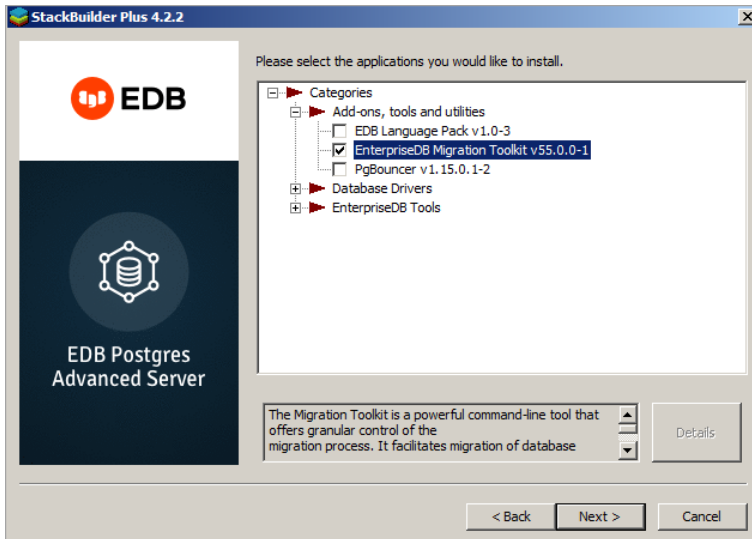 StackBuilder Plus 4.2.2
EDB
EDB Postgres
Advanced Server
Please select the applications you would like to install.
Categories
Add-ons, tools and utilities
EDB Language Pack v1.0-3
EnterpriseDB Migration Toolkit v55.0.0-1
PgBouncer v1.15.0.1-2
Database Drivers
EnterpriseDB Tools
The Migration Toolkit is a powerful command-line tool that
offers granular control of the
migration process. It facilitates migration of database
Details
< Back
Next >
Cancel